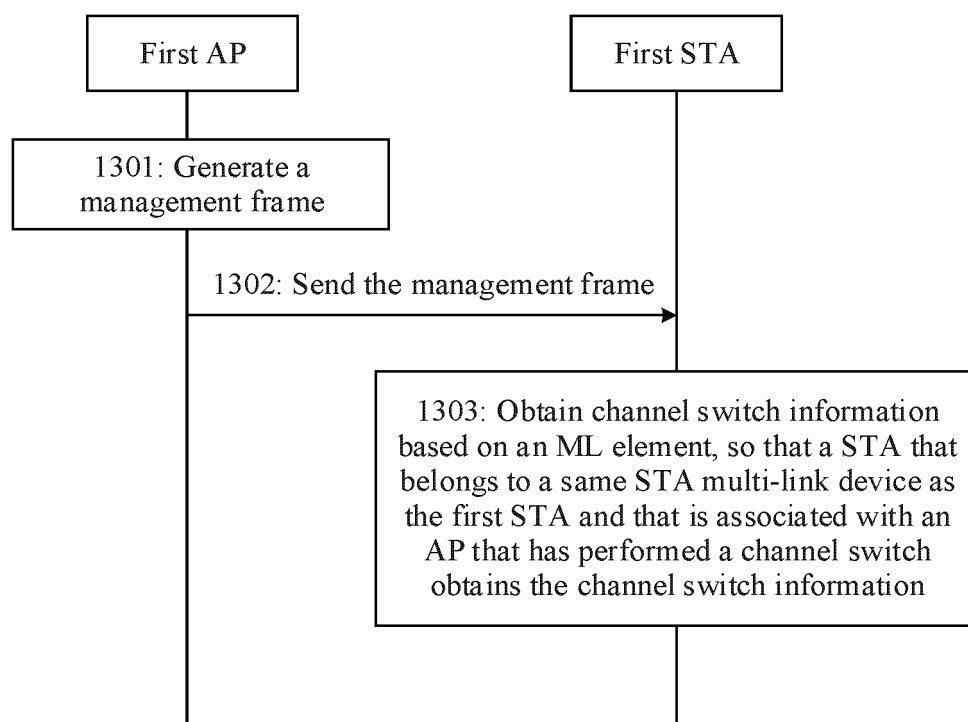 First AP
First STA
1301: Generate a
management frame
1302: Send the management frame
1303: Obtain channel switch information
based on an ML element, so that a STA that
belongs to a same STA multi-link device as
the first STA and that is associated with an
AP that has performed a channel switch
obtains the channel switch information